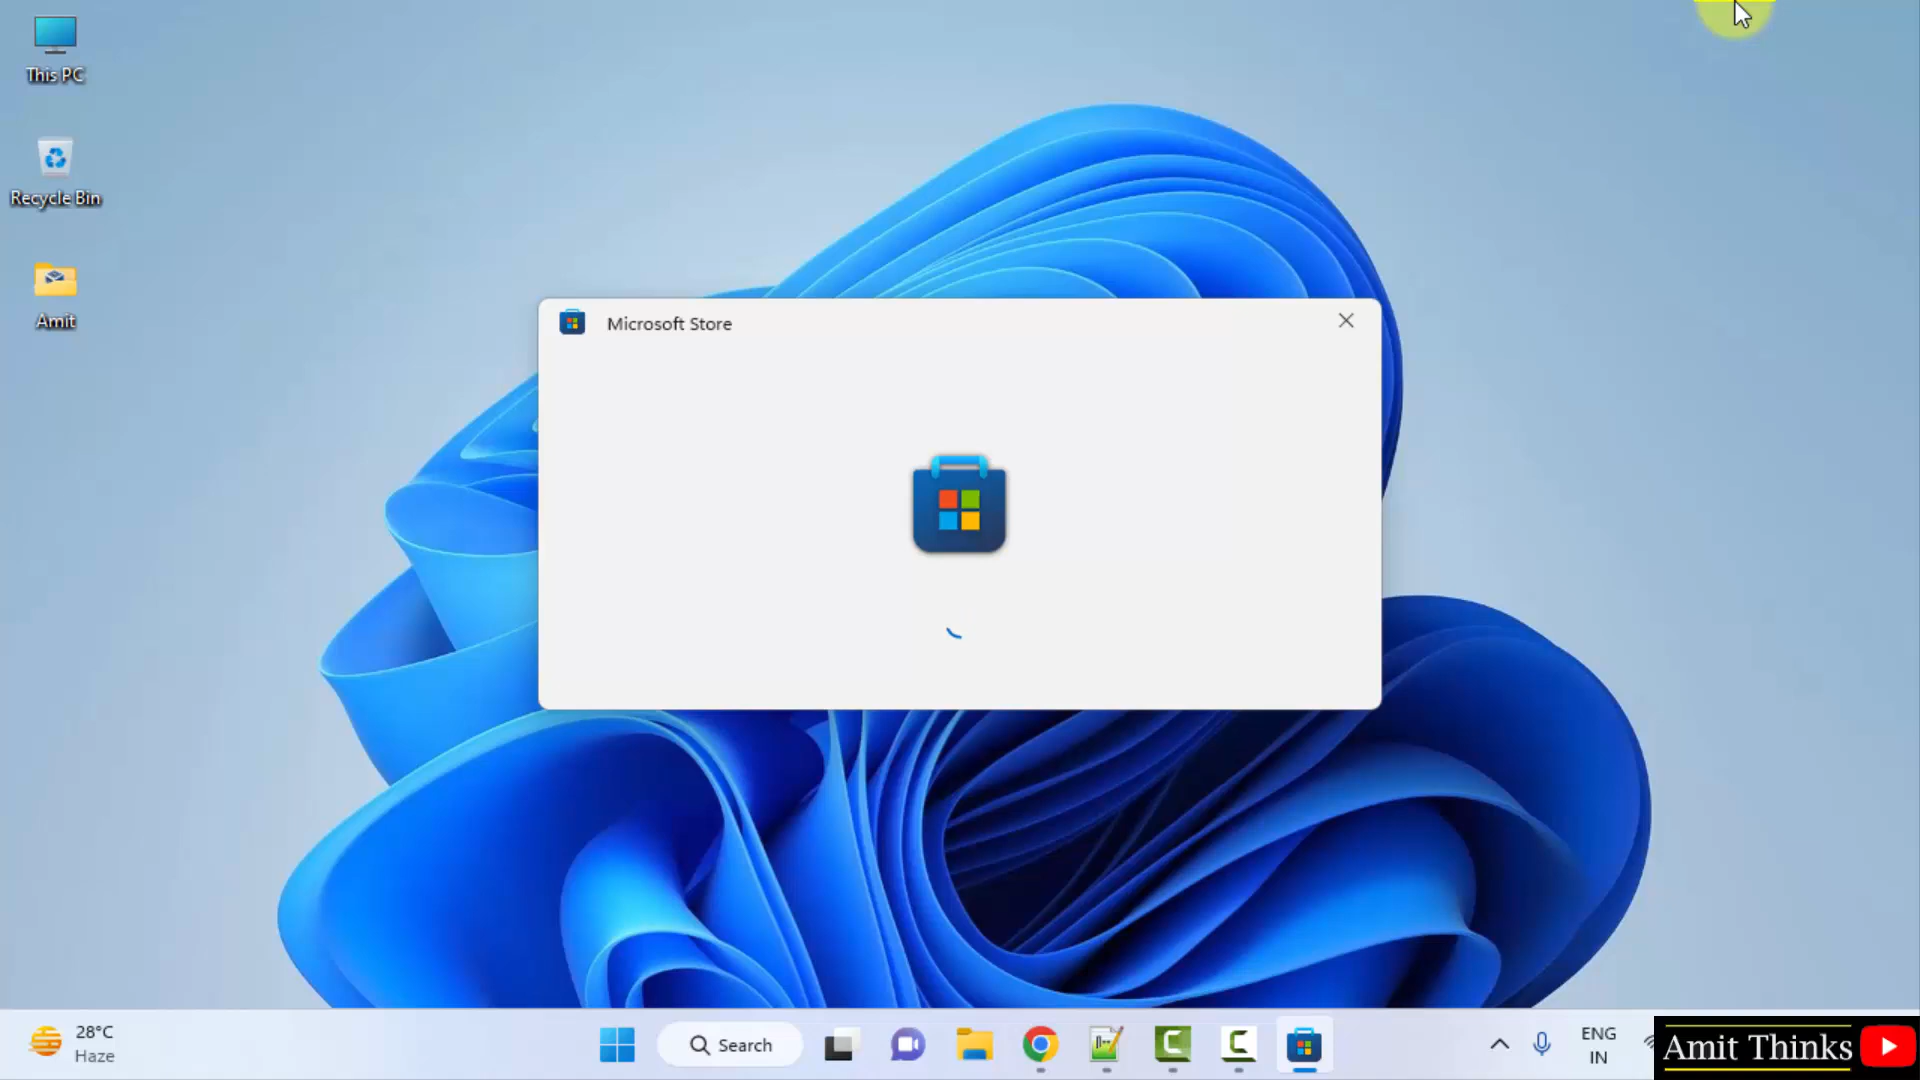 This PC
Recycle Bin
Amit
Microsoft Store
28°C
Haze
Search
ENG
IN
Amit Thinks